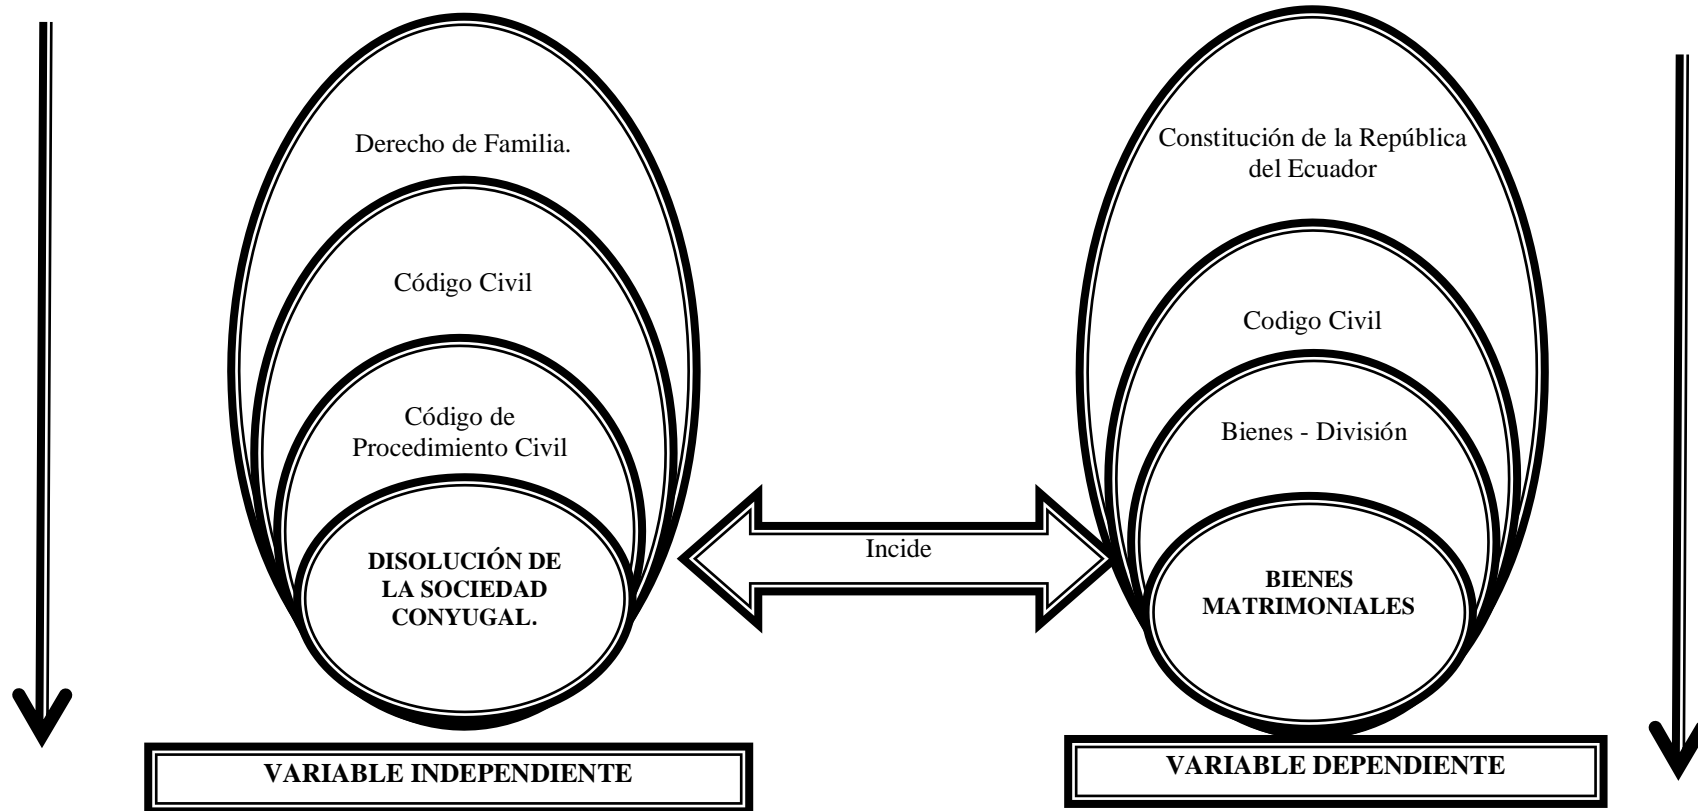 Derecho de Familia.
Código Civil
Código de
Procedimiento Civil
DISOLUCIÓN DE
LA SOCIEDAD
CONYUGAL.
VARIABLE INDEPENDIENTE
Incide
Constitución de la República
del Ecuador
Codigo Civil
Bienes - División
BIENES
MATRIMONIALES
VARIABLE DEPENDIENTE